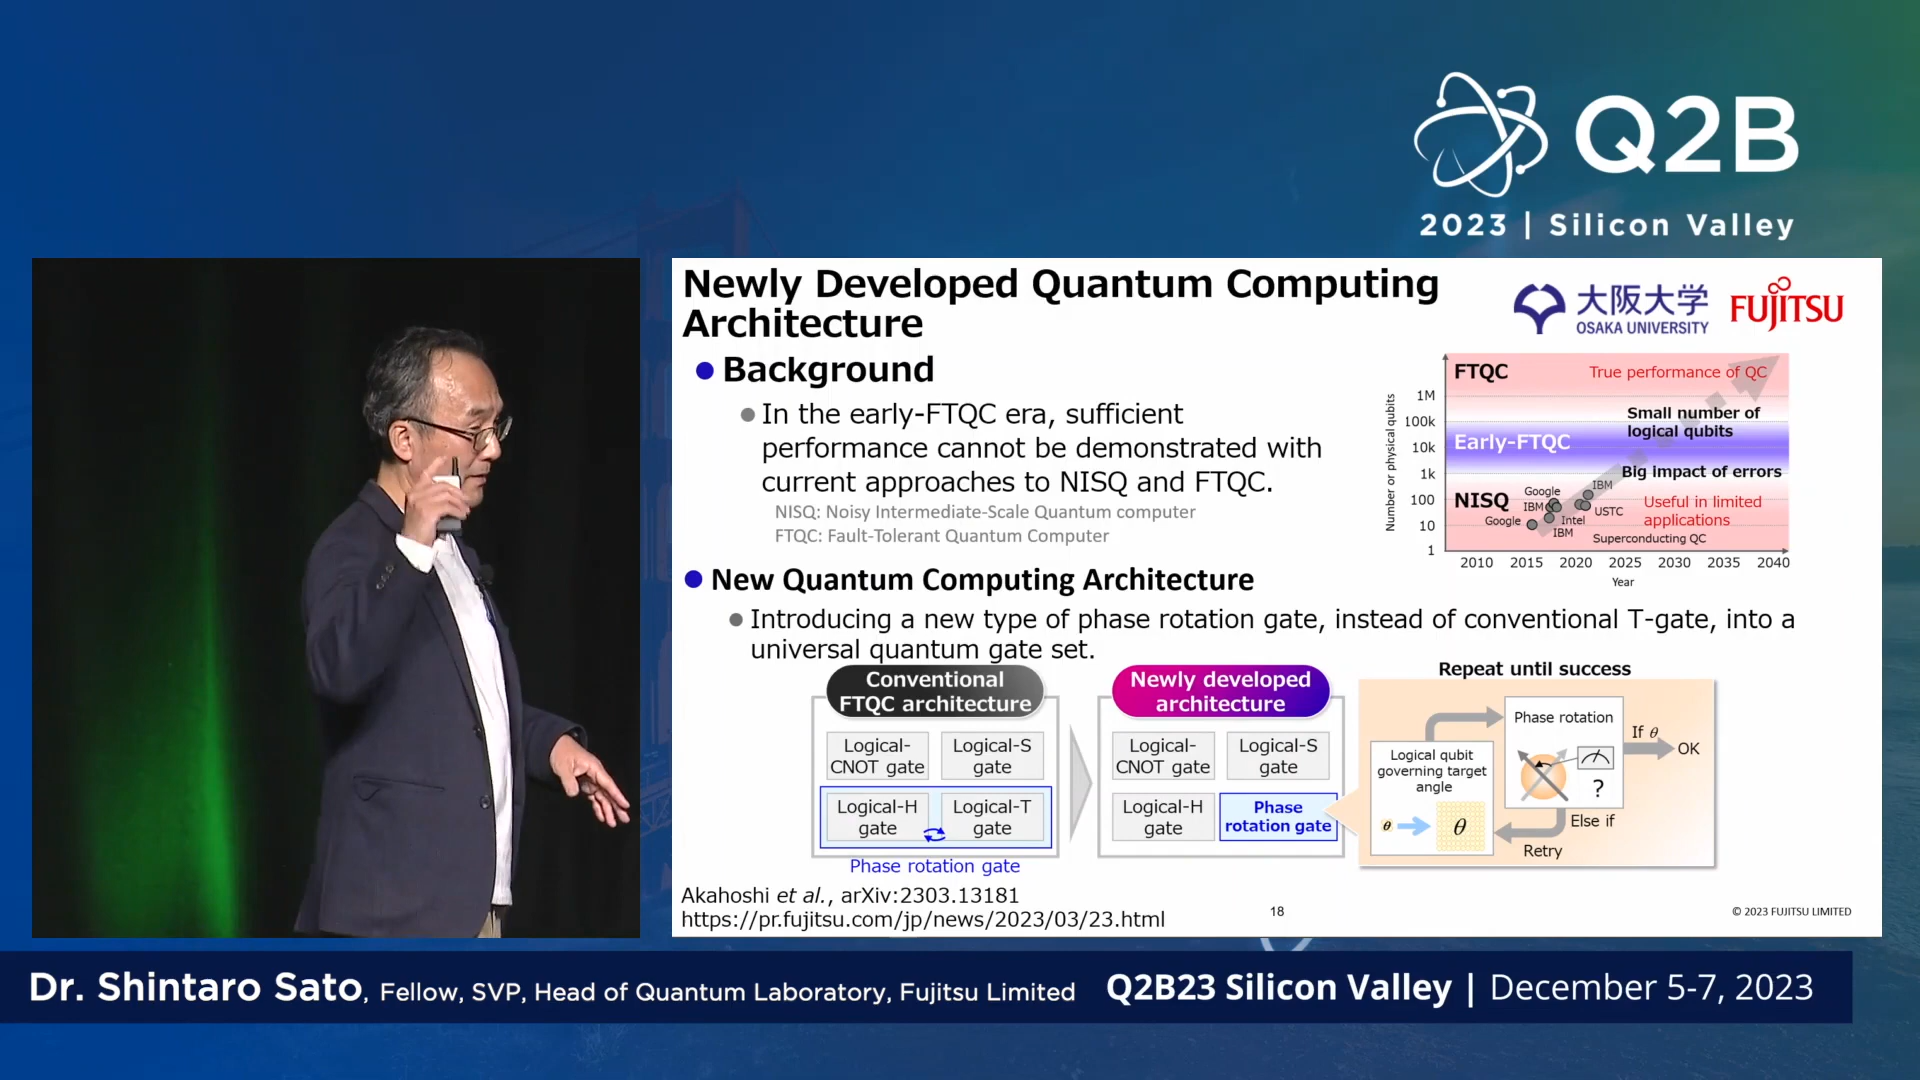 Q2B
2023 | Silicon Valley
Newly Developed Quantum Computing
Architecture
大阪大学
OSAKA UNIVERSITY
FUJITSU
Background
In the early-FTQC era, sufficient
performance cannot be demonstrated with
current approaches to NISQ and FTQC.
NISQ: Noisy Intermediate-Scale Quantum computer
FTQC: Fault-Tolerant Quantum Computer
Number or physical qubits
1M
100k
10k
1k
100
10
1
FTQC
True performance of QC
Small number of
logical qubits
Early-FTQC
Big impact of errors
NISQ
Google
IBM
IBM
Google
Intel
IBM
USTC
Useful in limited
applications
Superconducting QC
2010 2015 2020 2025 2030 2035 2040
Year
New Quantum Computing Architecture
Introducing a new type of phase rotation gate, instead of conventional T-gate, into a
universal quantum gate set.
Conventional
FTQC architecture
Logical-
CNOT gate
Logical-S
gate
Logical-H
gate
Logical-T
gate
Phase rotation gate
Newly developed
architecture
Logical-
CNOT gate
Logical-S
gate
Logical-H
gate
Phase
rotation gate
Repeat until success
Logical qubit
governing target
angle
θ
θ
Phase rotation
?
If θ
OK
Else if
Retry
Akahoshi et al., arXiv:2303.13181
https://pr.fujitsu.com/jp/news/2023/03/23.html
18
© 2023 FUJITSU LIMITED
Dr. Shintaro Sato, Fellow, SVP, Head of Quantum Laboratory, Fujitsu Limited
Q2B23 Silicon Valley | December 5-7, 2023